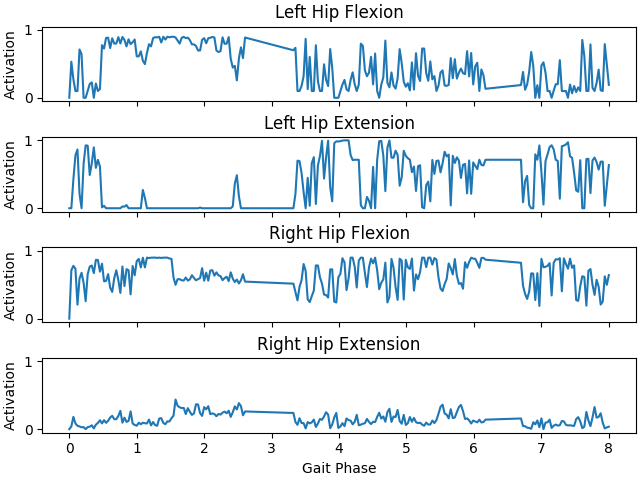 Left Hip Flexion
1
0
Activation
Left Hip Extension
1
0
Activation
Right Hip Flexion
1
0
Activation
Right Hip Extension
1
0
Activation
0 1 2 3 4 5 6 7 8
Gait Phase